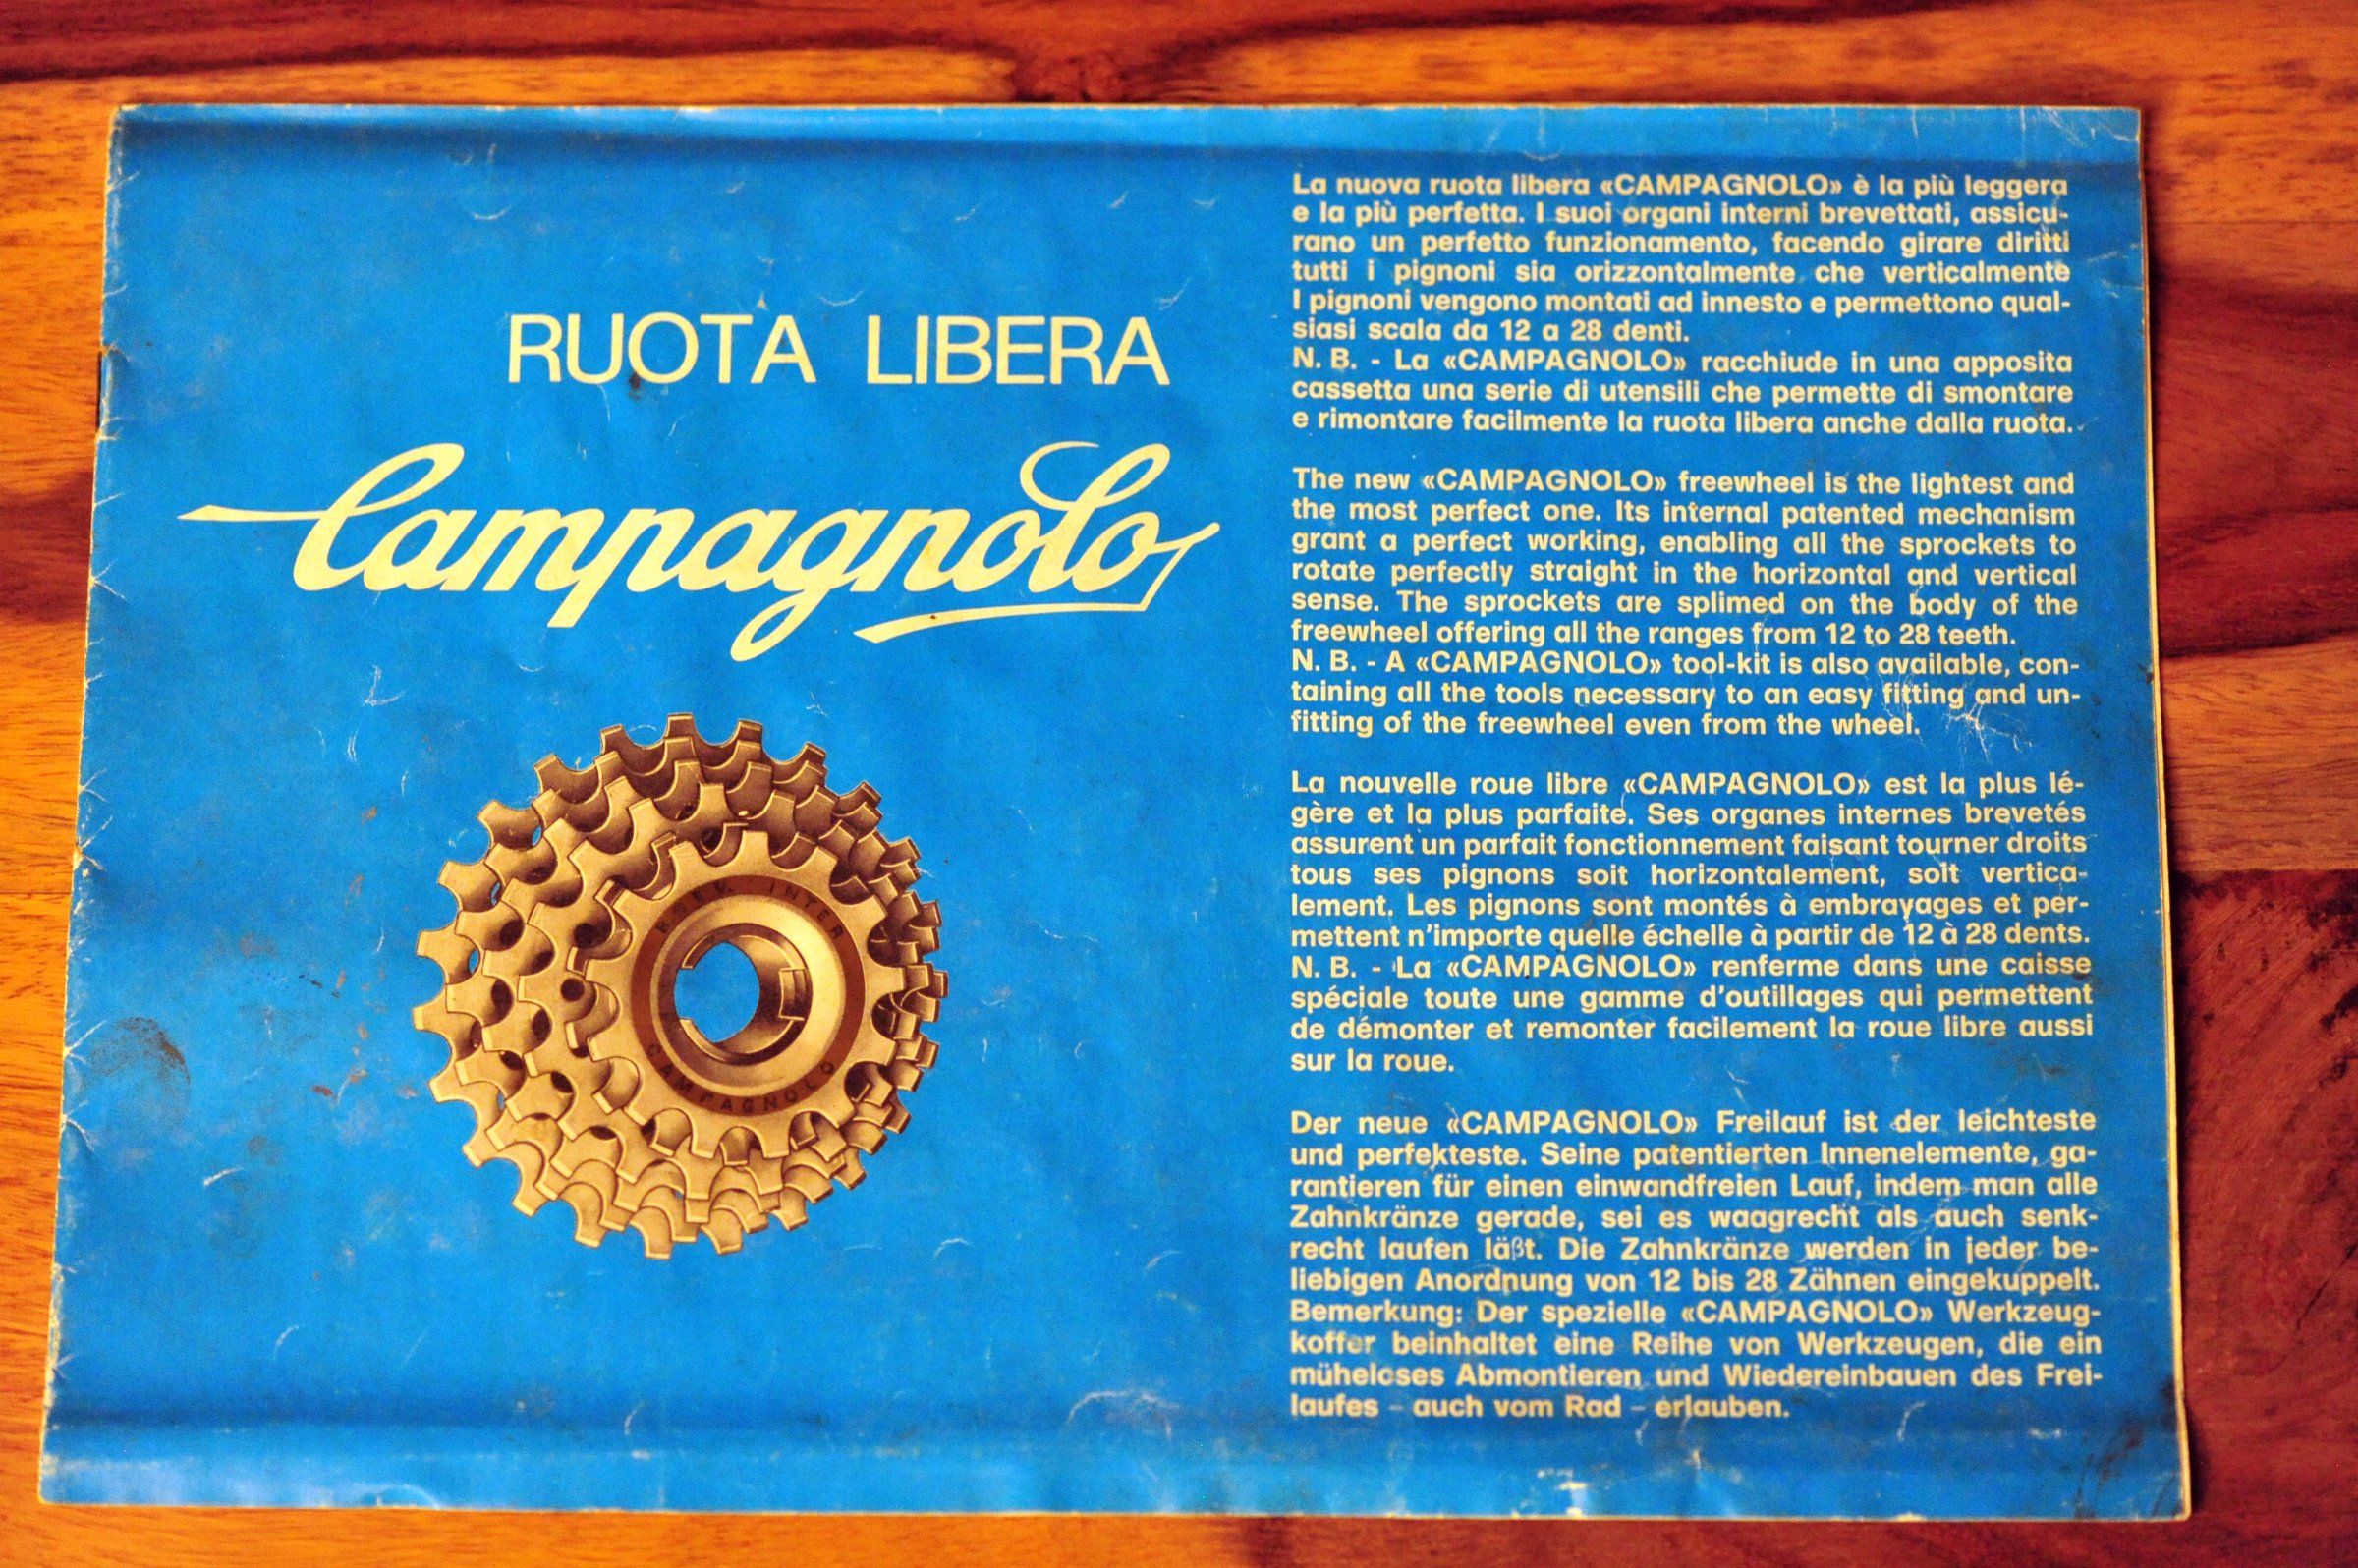 RUOTA LIBERA
Campagnolo
BREV. INTER
CAMPAGNOLO
La nuova ruota libera «CAMPAGNOLO» è la più leggera
e la più perfetta. I suoi organi interni brevettati, assicu-
rano un perfetto funzionamento, facendo girare diritti
tutti i pignoni sia orizzontalmente che verticalmente
I pignoni vengono montati ad innesto e permettono qual-
siasi scala da 12 a 28 denti.
N. B. - La «CAMPAGNOLO» racchiude in una apposita
cassetta una serie di utensili che permette di smontare
e rimontare facilmente la ruota libera anche dalla ruota.
The new «CAMPAGNOLO» freewheel is the lightest and
the most perfect one. Its internal patented mechanism
grant a perfect working, enabling all the sprockets to
rotate perfectly straight in the horizontal and vertical
sense. The sprockets are splimed on the body of the
freewheel offering all the ranges from 12 to 28 teeth.
N. B. - A «CAMPAGNOLO» tool-kit is also available, con-
taining all the tools necessary to an easy fitting and un-
fitting of the freewheel even from the wheel.
La nouvelle roue libre «CAMPAGNOLO» est la plus lé-
gère et la plus parfaite. Ses organes internes brevetés
assurent un parfait fonctionnement faisant tourner droits
tous ses pignons soit horizontalement, soit vertica-
lement. Les pignons sont montés à embrayages et per-
mettent n'importe quelle échelle à partir de 12 à 28 dents.
N. B. - La «CAMPAGNOLO» renferme dans une caisse
spéciale toute une gamme d'outillages qui permettent
de démonter et remonter facilement la roue libre aussi
sur la roue.
Der neue «CAMPAGNOLO» Freilauf ist der leichteste
und perfekteste. Seine patentierten Innenelemente, ga-
rantieren für einen einwandfreien Lauf, indem man alle
Zahnkränze gerade, sei es waagrecht als auch senk-
recht laufen läßt. Die Zahnkränze werden in jeder be-
liebigen Anordnung von 12 bis 28 Zähnen eingekuppelt.
Bemerkung: Der spezielle «CAMPAGNOLO» Werkzeug-
koffer beinhaltet eine Reihe von Werkzeugen, die ein
müheloses Abmontieren und Wiedereinbauen des Frei-
laufes – auch vom Rad – erlauben.